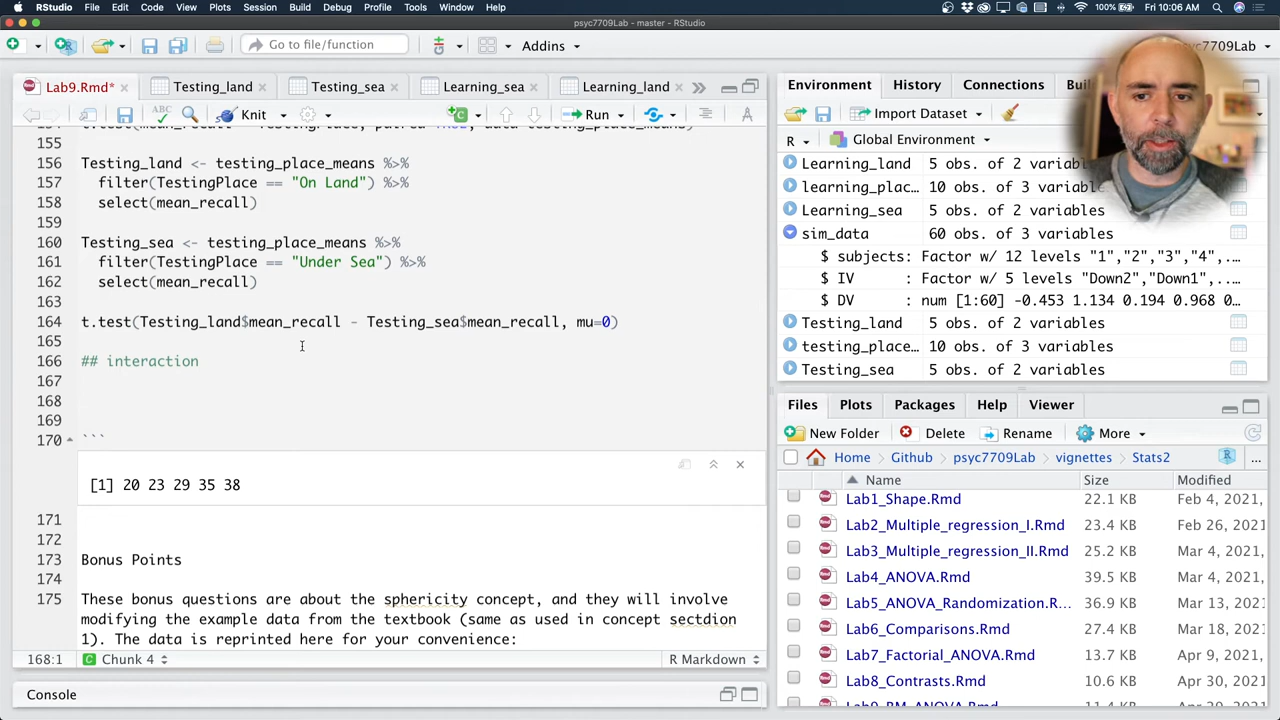 RStudio File Edit Code View Plots Session Build Debug Profile Tools Window Help 100% Fri 10:06 AM
psyc7709Lab - master - RStudio
Go to file/function Addins psyc7709Lab
Lab9.Rmd* Testing_land Testing_sea Learning_sea Learning_land
Knit Run
155
156 Testing_land <- testing_place_means %>%
157 filter(TestingPlace == "On Land") %>%
158 select(mean_recall)
159
160 Testing_sea <- testing_place_means %>%
161 filter(TestingPlace == "Under Sea") %>%
162 select(mean_recall)
163
164 t.test(Testing_land$mean_recall - Testing_sea$mean_recall, mu=0)
165
166 ## interaction
167
168
169
170 ```
[1] 20 23 29 35 38
171
172
173 Bonus Points
174
175 These bonus questions are about the sphericity concept, and they will involve
modifying the example data from the textbook (same as used in concept sectdion
1). The data is reprinted here for your convenience:
168:1 Chunk 4 R Markdown
Console
Environment History Connections
Import Dataset
R Global Environment
Learning_land 5 obs. of 2 variables
learning_plac… 10 obs. of 3 variables
Learning_sea 5 obs. of 2 variables
sim_data 60 obs. of 3 variables
$ subjects: Factor w/ 12 levels "1","2","3","4",..
$ IV : Factor w/ 5 levels "Down2","Down1",..
$ DV : num [1:60] -0.453 1.134 0.194 0.968 0…
Testing_land 5 obs. of 2 variables
testing_place… 10 obs. of 3 variables
Testing_sea 5 obs. of 2 variables
Files Plots Packages Help Viewer
New Folder Delete Rename More
Home Github psyc7709Lab vignettes Stats2 ...
Name Size Modified
Lab1_Shape.Rmd 22.1 KB Feb 4, 2021
Lab2_Multiple_regression_I.Rmd 23.4 KB Feb 26, 2021
Lab3_Multiple_regression_II.Rmd 25.2 KB Mar 4, 2021
Lab4_ANOVA.Rmd 39.5 KB Mar 4, 2021
Lab5_ANOVA_Randomization.R… 36.9 KB Mar 13, 2021
Lab6_Comparisons.Rmd 27.4 KB Mar 18, 2021
Lab7_Factorial_ANOVA.Rmd 13.7 KB Apr 9, 2021
Lab8_Contrasts.Rmd 10.6 KB Apr 30, 2021